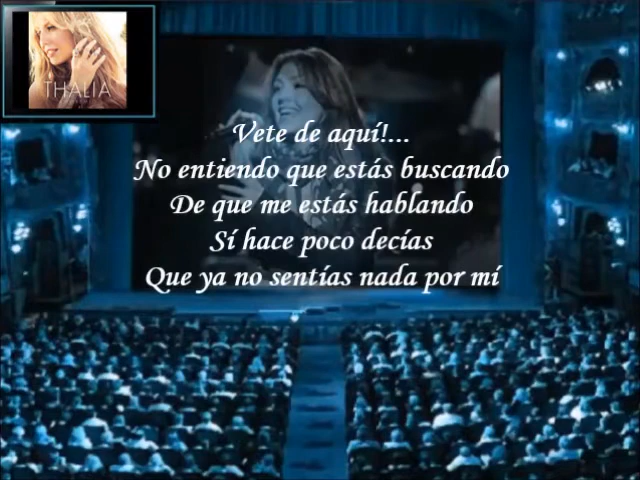 THALIA
Vete de aquí!...
No entiendo que estás buscando
De que me estás hablando
Sí hace poco decías
Que ya no sentías nada por mí